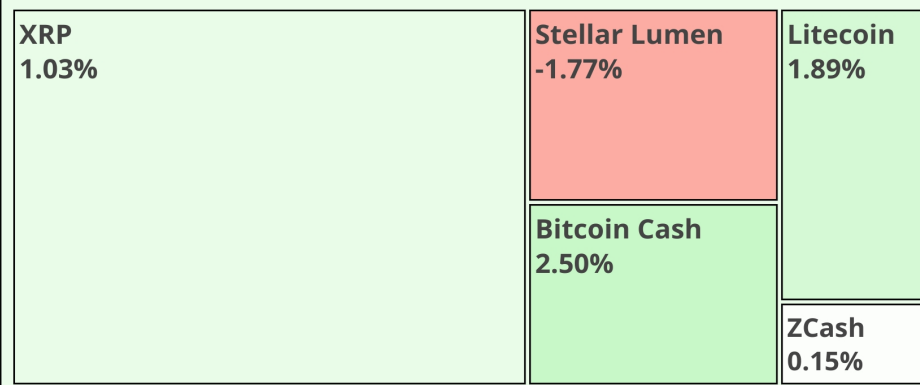 XRP
1.03%
Stellar Lumen
-1.77%
Bitcoin Cash
2.50%
Litecoin
1.89%
ZCash
0.15%